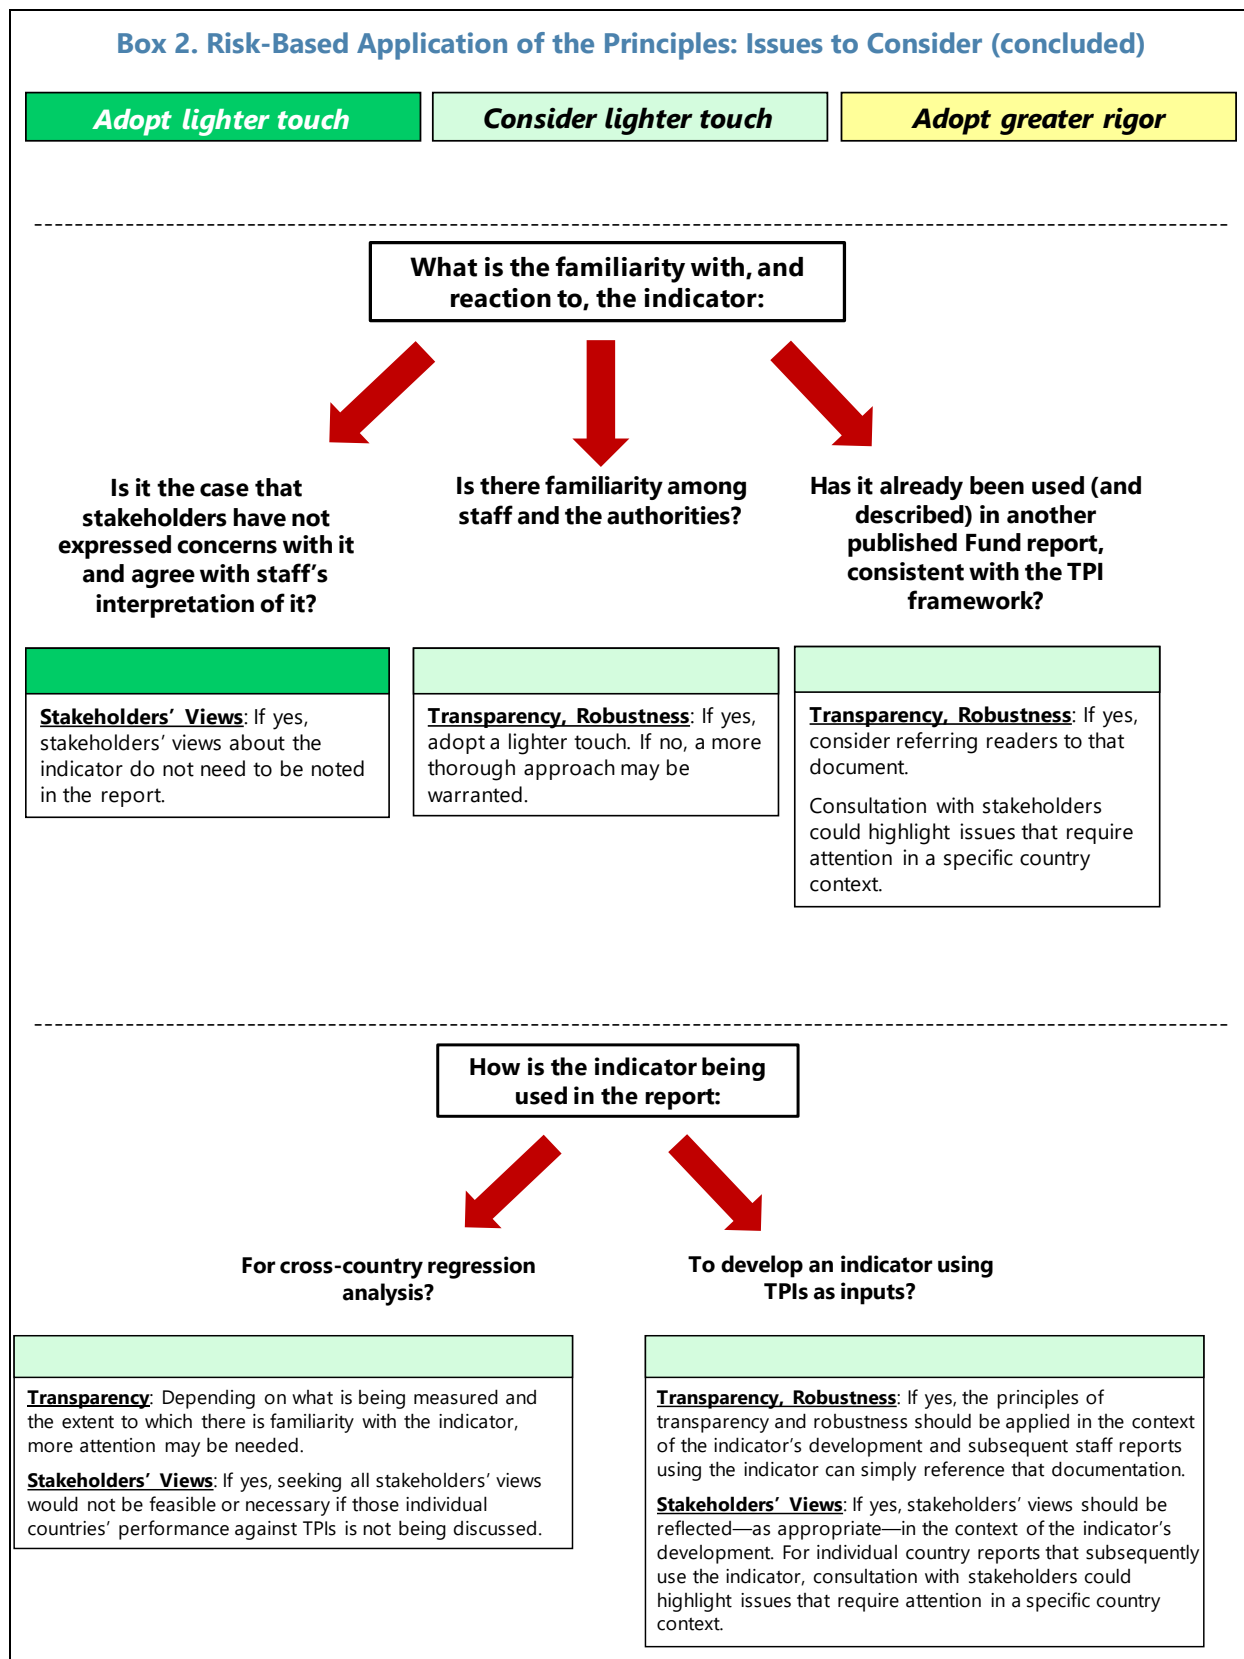 Box 2. Risk-Based Application of the Principles: Issues to Consider (concluded)
Adopt lighter touch
Consider lighter touch
Adopt greater rigor
What is the familiarity with, and
reaction to, the indicator:
Is it the case that
stakeholders have not
expressed concerns with it
and agree with staff's
interpretation of it?
Is there familiarity among
staff and the authorities?
Has it already been used (and
described) in another
published Fund report,
consistent with the TPI
framework?
Stakeholders' Views: If yes,
stakeholders' views about the
indicator do not need to be noted
in the report.
Transparency, Robustness: If yes,
adopt a lighter touch. If no, a more
thorough approach may be
warranted.
Transparency, Robustness: If yes,
consider referring readers to that
document.
Consultation with stakeholders
could highlight issues that require
attention in a specific country
context.
How is the indicator being
used in the report:
For cross-country regression
analysis?
To develop an indicator using
TPIs as inputs?
Transparency: Depending on what is being measured and
the extent to which there is familiarity with the indicator,
more attention may be needed.
Stakeholders' Views: If yes, seeking all stakeholders' views
would not be feasible or necessary if those individual
countries' performance against TPIs is not being discussed.
Transparency, Robustness: If yes, the principles of
transparency and robustness should be applied in the context
of the indicator's development and subsequent staff reports
using the indicator can simply reference that documentation.
Stakeholders' Views: If yes, stakeholders' views should be
reflected—as appropriate—in the context of the indicator's
development. For individual country reports that subsequently
use the indicator, consultation with stakeholders could
highlight issues that require attention in a specific country
context.